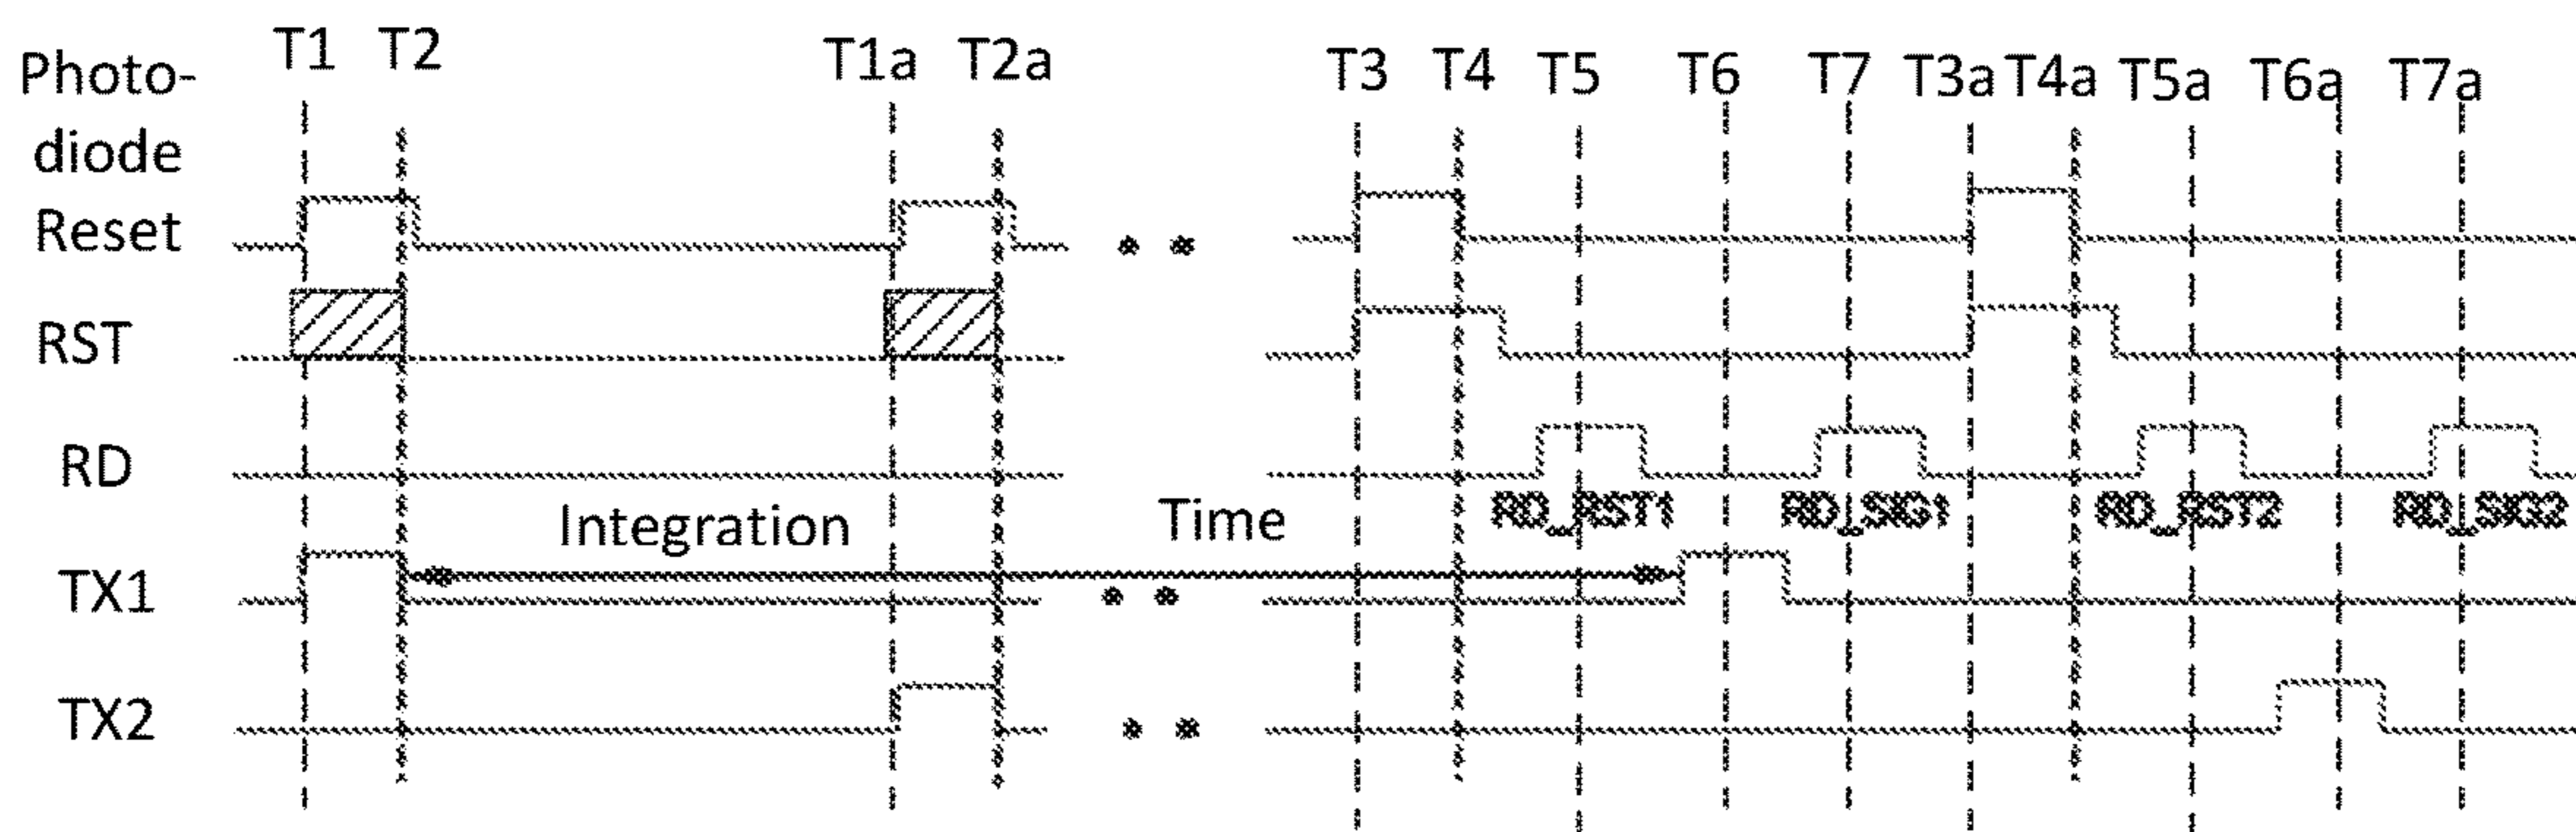 T1 T2 T1a T2a T3 T4 T5 T6 T7 T3a T4a T5a T6a T7a
Photo-
diode
Reset
RST
RD
RD_RST1 RD_SIG1 RD_RST2 RD_SIG2
Integration Time
TX1
TX2